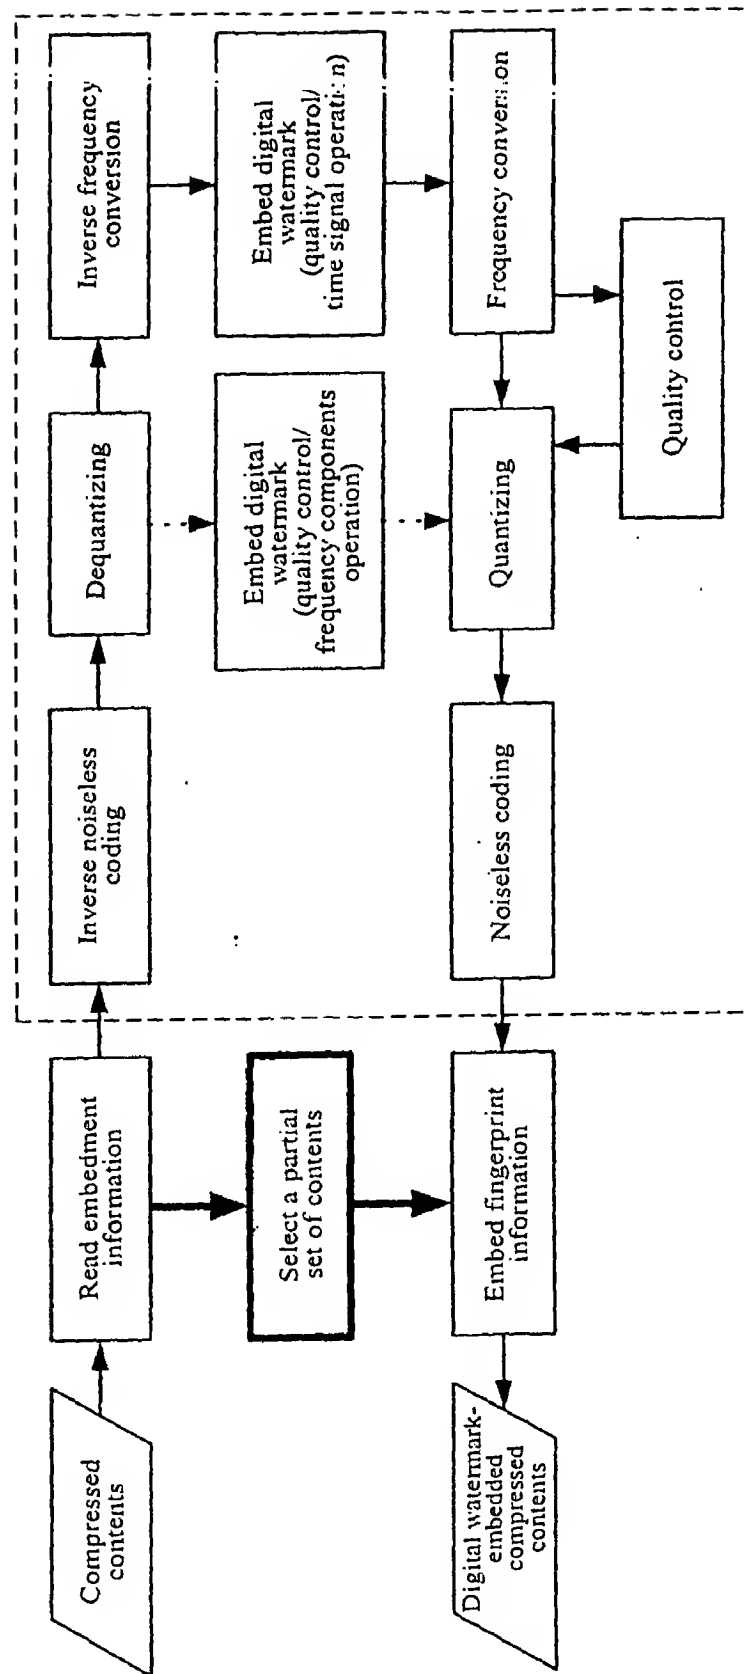 Compressed
contents
Read embedment
information
Inverse noiseless
coding
Dequantizing
Inverse frequency
conversion
Select a partial
set of contents
Embed digital
watermark
(quality control/
frequency components
operation)
Embed digital
watermark
(quality control/
time signal operation)
Digital watermark-
embedded
compressed
contents
Embed fingerprint
information
Noiseless coding
Quantizing
Frequency conversion
Quality control